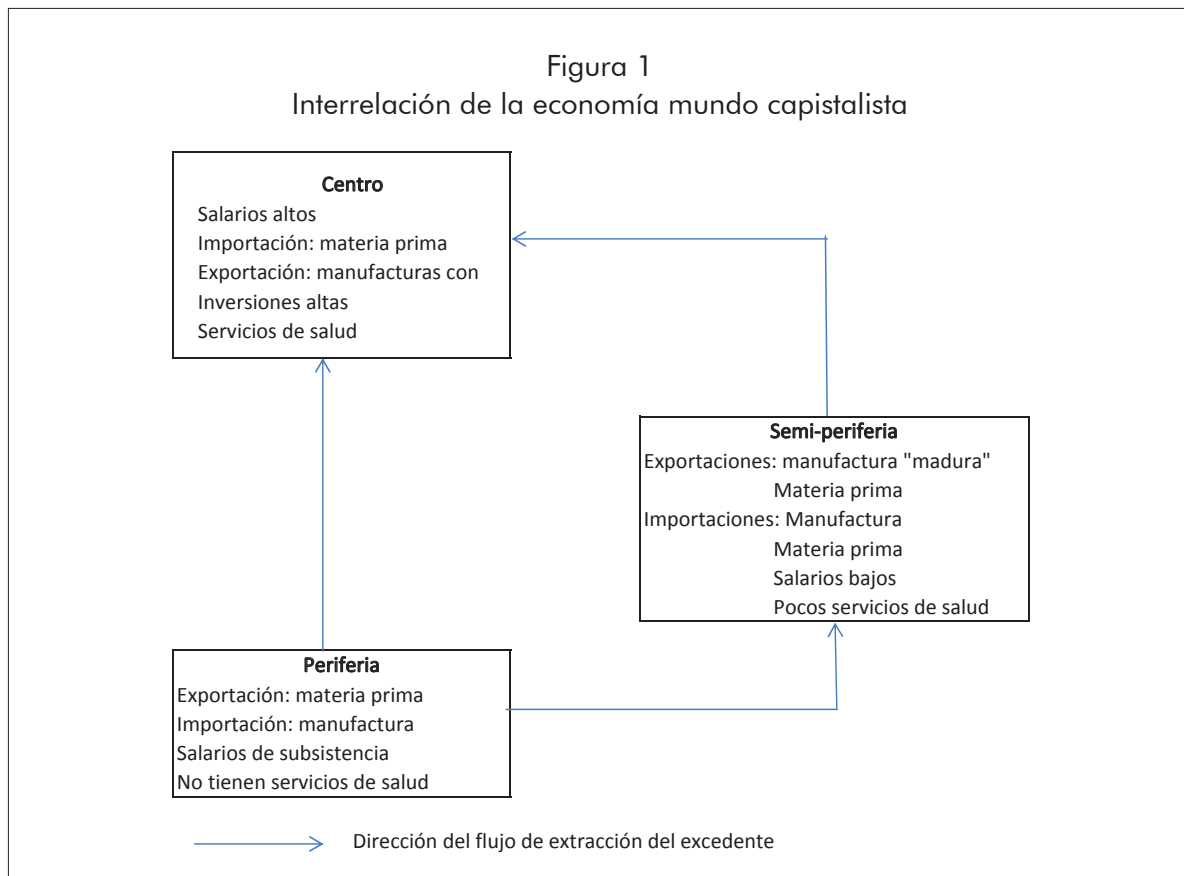 Figura 1
Interrelación de la economía mundo capistalista
Centro
Salarios altos
Importación: materia prima
Exportación: manufacturas con
Inversiones altas
Servicios de salud
Semi-periferia
Exportaciones: manufactura "madura"
Materia prima
Importaciones: Manufactura
Materia prima
Salarios bajos
Pocos servicios de salud
Periferia
Exportación: materia prima
Importación: manufactura
Salarios de subsistencia
No tienen servicios de salud
Dirección del flujo de extracción del excedente